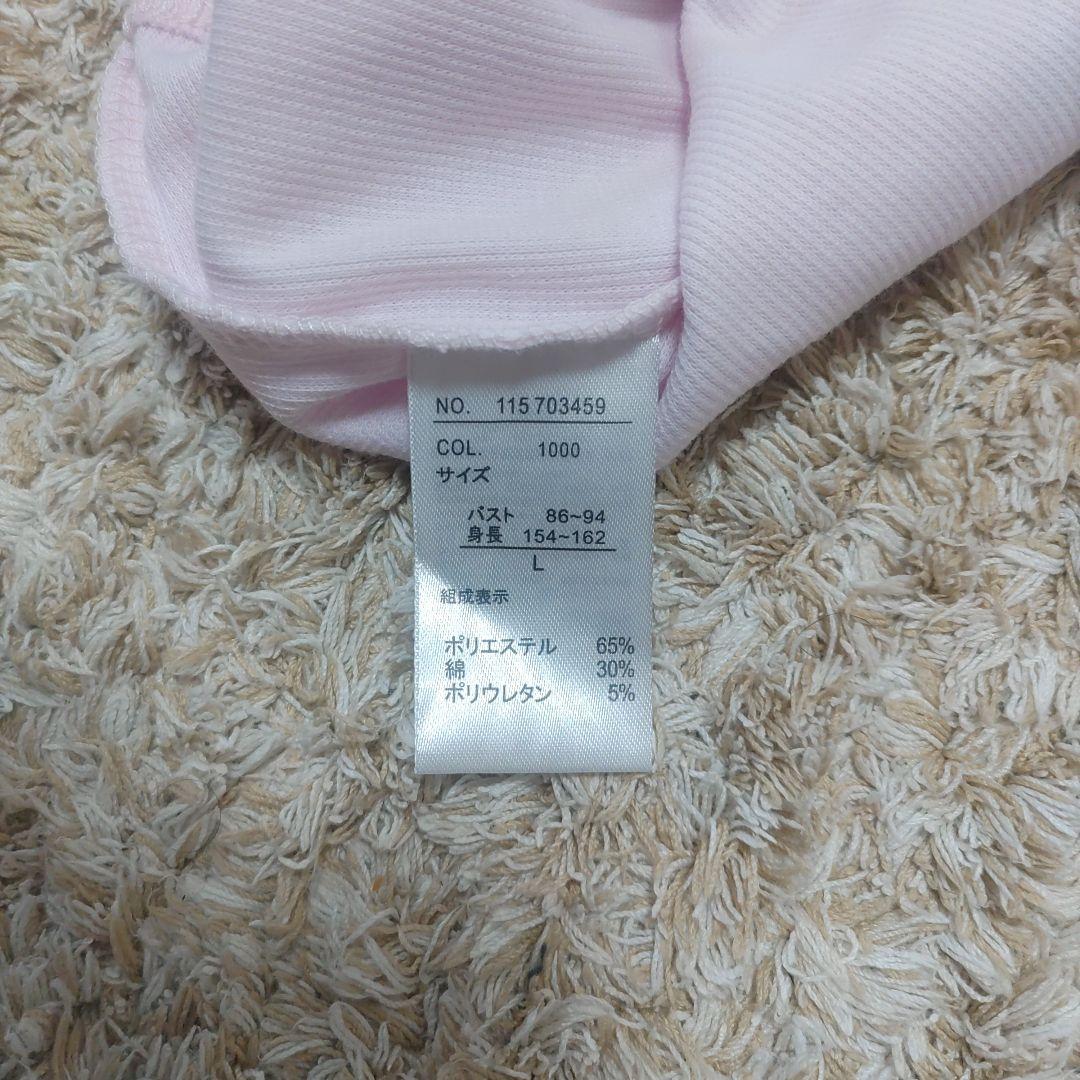 NO. 115703459
COL. 1000
サイズ
バスト 86~94
身長 154~162
L
組成表示
ポリエステル 65%
綿 30%
ポリウレタン 5%